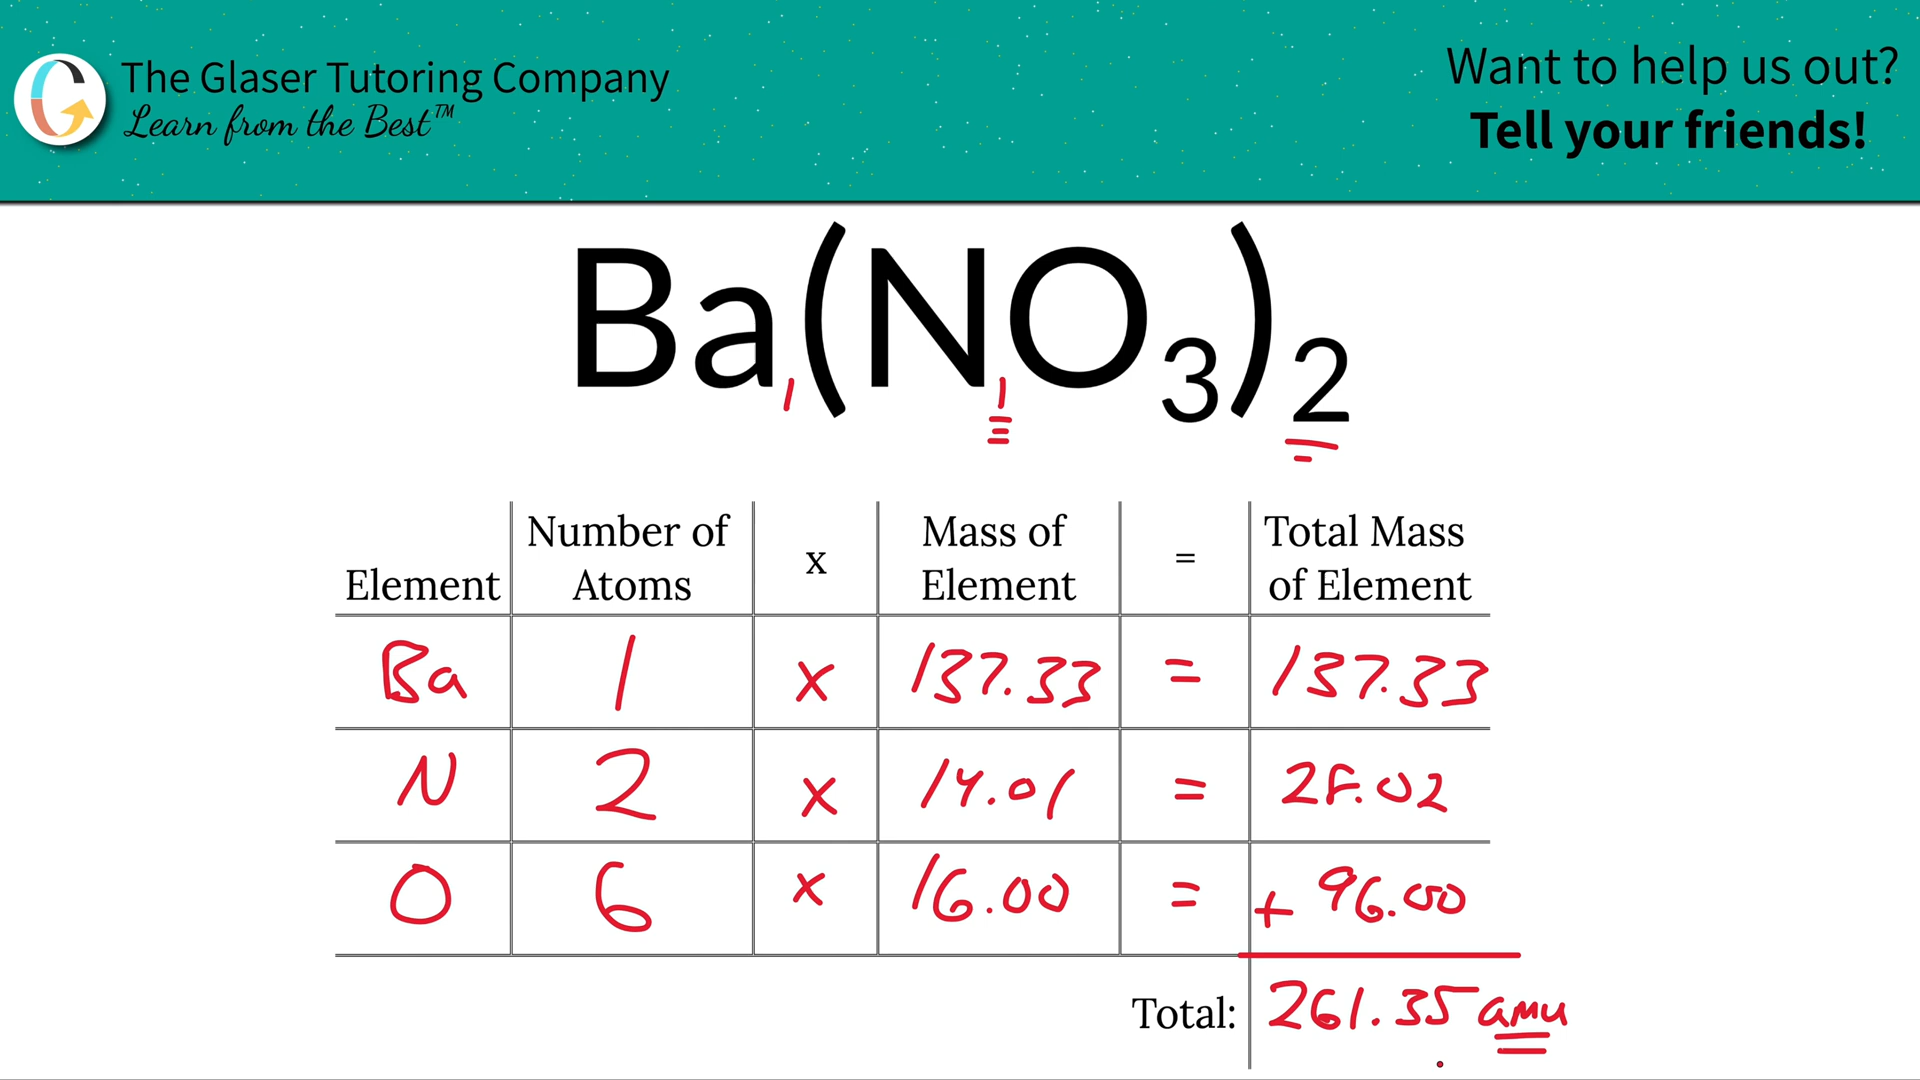 The Glaser Tutoring Company
Learn from the Best™
Want to help us out?
Tell your friends!
Ba(NO₃)₂
1 1
Element Number of Atoms x Mass of Element = Total Mass of Element
Ba 1 x 137.33 = 137.33
N 2 x 14.01 = 28.02
O 6 x 16.00 = + 96.00
Total: 261.35 amu